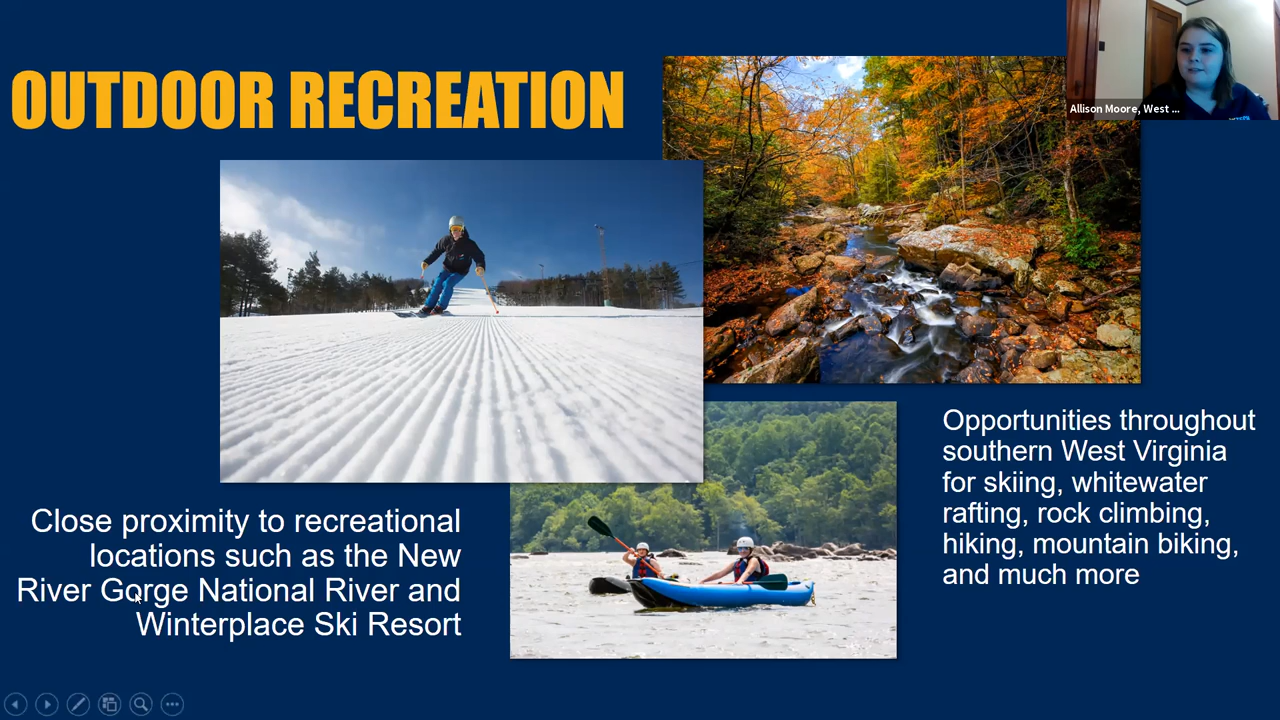 OUTDOOR RECREATION
Allison Moore, West ...
Close proximity to recreational
locations such as the New
River Gorge National River and
Winterplace Ski Resort
Opportunities throughout
southern West Virginia
for skiing, whitewater
rafting, rock climbing,
hiking, mountain biking,
and much more